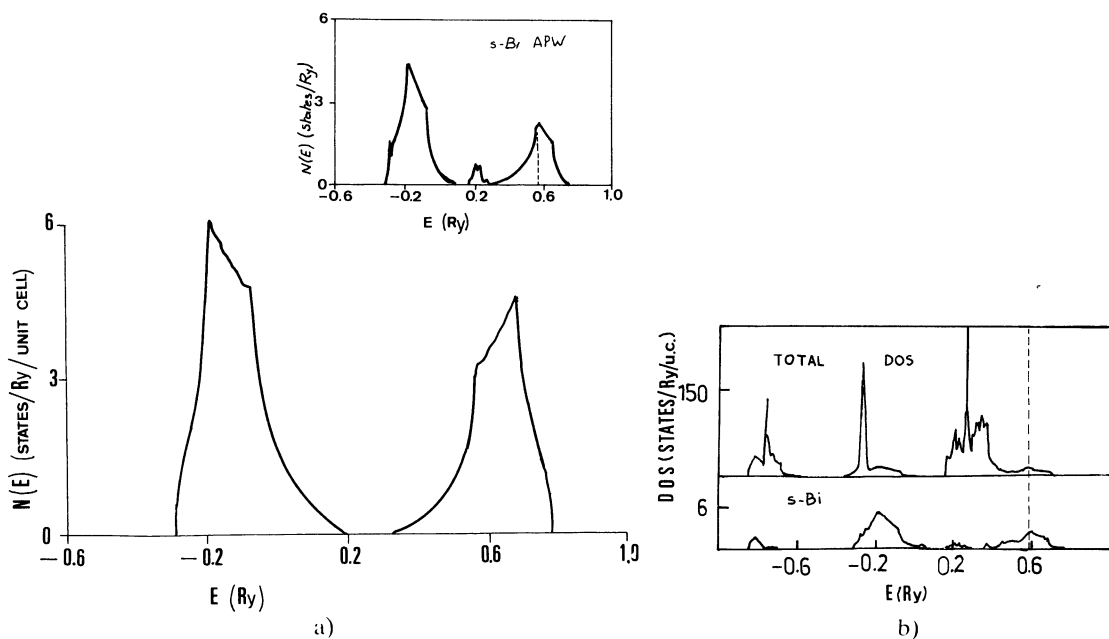 6
s-Bi APW
N(E) (states/Ry)
3
0
-0.6 -0.2 0.2 0.6 1.0
E (Ry)
6
N(E) (STATES/Ry/UNIT CELL)
3
0
-0.6 -0.2 0.2 0.6 1,0
E (Ry)
a)
TOTAL DOS
DOS(STATES/Ry/u.c.)
150
s-Bi
6
-0.6 -0.2 0.2 0.6
E(Ry)
b)